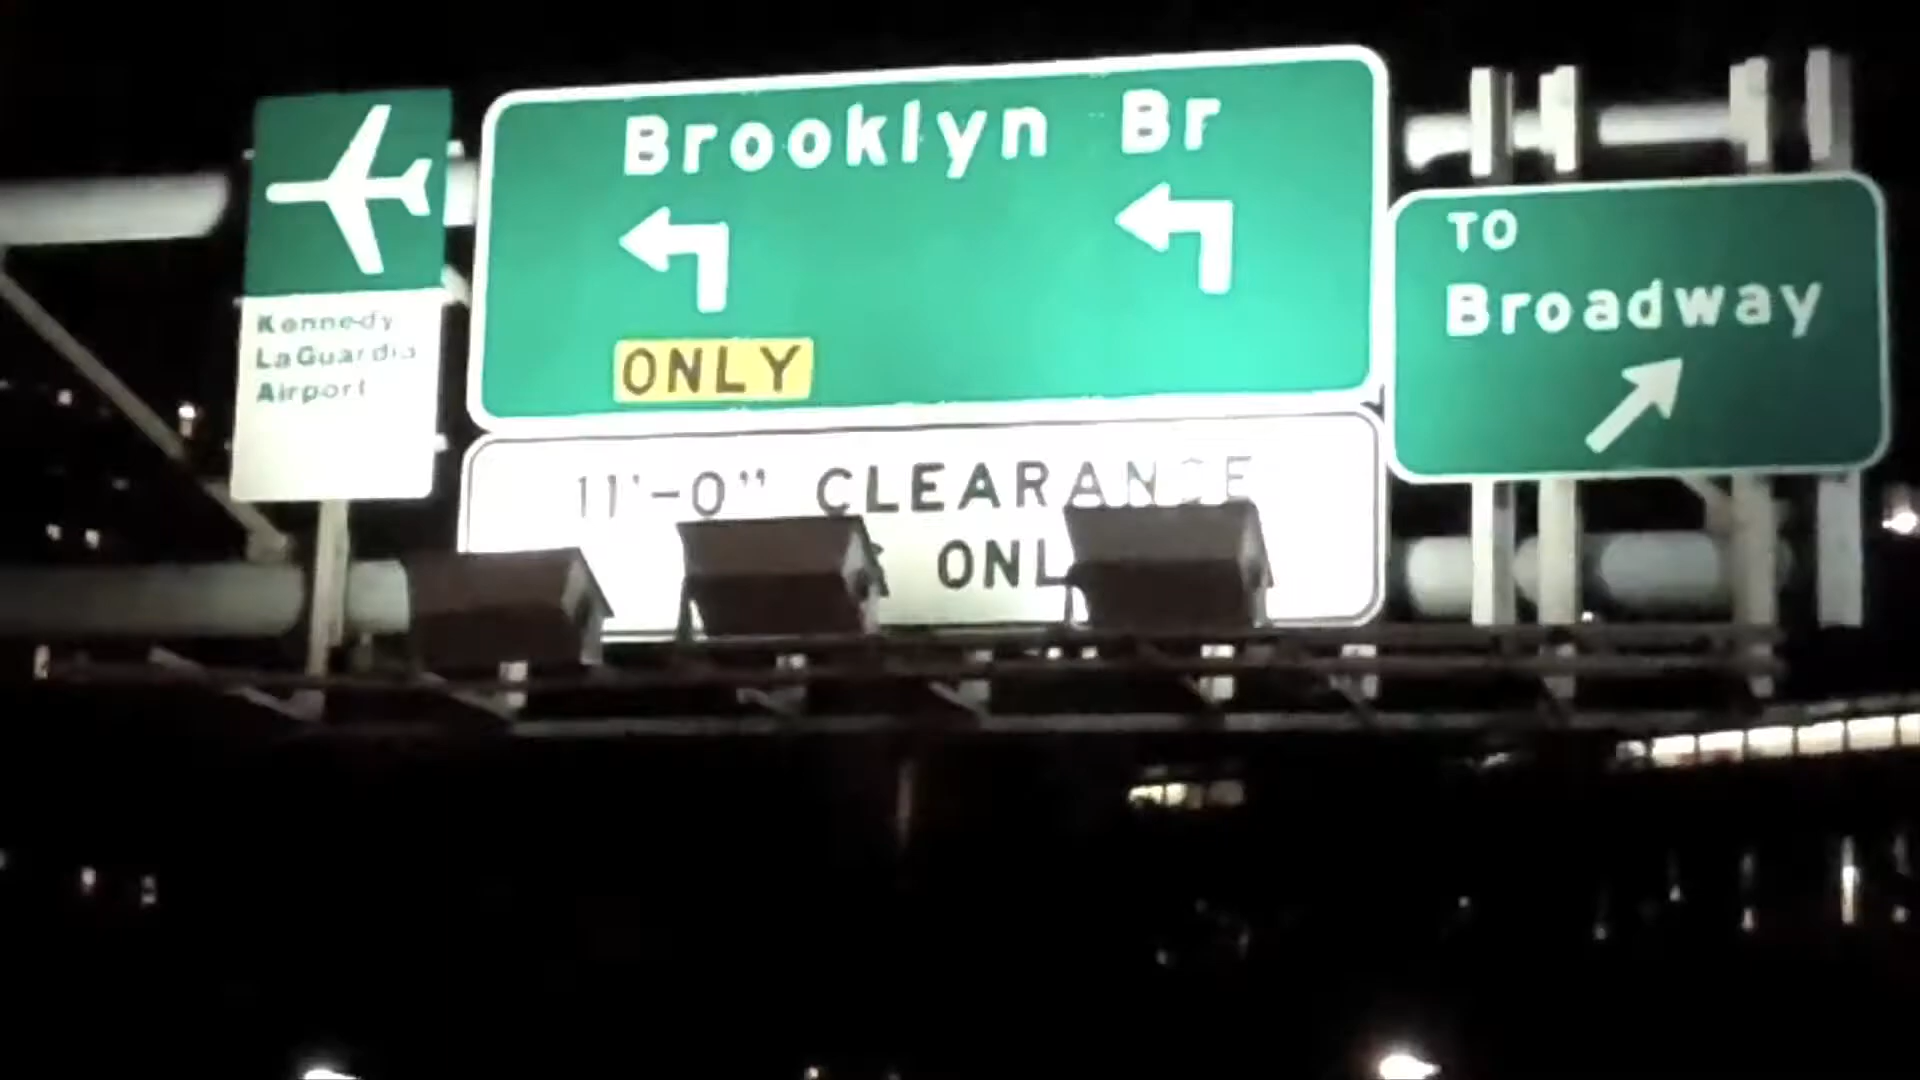 Kennedy
LaGuardia
Airport
Brooklyn Br
ONLY
11'-0" CLEARANCE
TO
Broadway